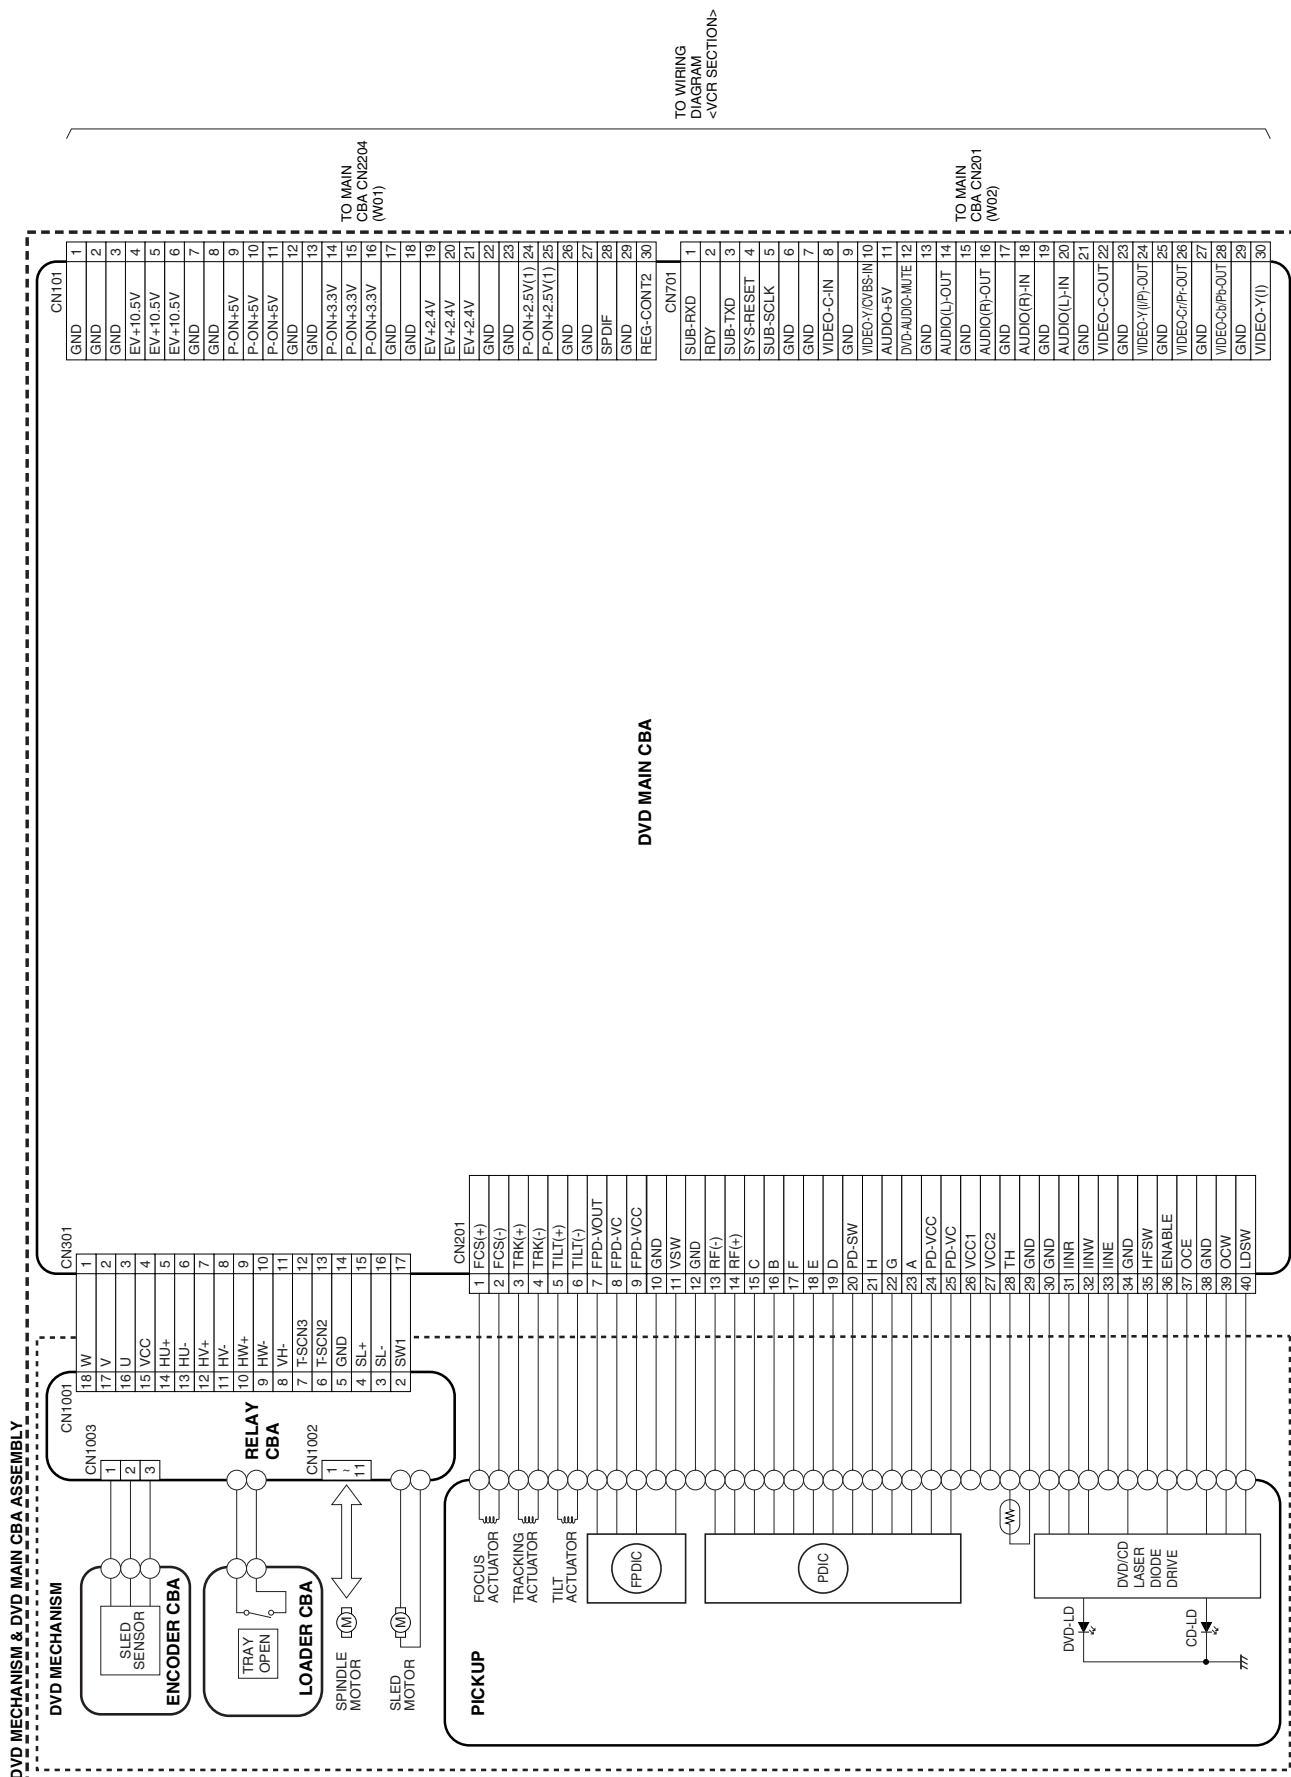 DVD MECHANISM & DVD MAIN CBA ASSEMBLY
DVD MECHANISM
SLED
SENSOR
ENCODER CBA
TRAY
OPEN
LOADER CBA
SPINDLE
MOTOR
M
SLED
MOTOR
M
CN1003
1
2
3
RELAY
CBA
CN1002
1
~
11
CN1001
CN301
18 W 1
17 V 2
16 U 3
15 VCC 4
14 HU+ 5
13 HU- 6
12 HV+ 7
11 HV- 8
10 HW+ 9
9 HW- 10
8 VH- 11
7 T-SCN3 12
6 T-SCN2 13
5 GND 14
4 SL+ 15
3 SL- 16
2 SW1 17
PICKUP
FOCUS
ACTUATOR
TRACKING
ACTUATOR
TILT
ACTUATOR
FPDIC
PDIC
DVD/CD
LASER
DIODE
DRIVE
DVD-LD
CD-LD
CN201
1 FCS(+)
2 FCS(-)
3 TRK(+)
4 TRK(-)
5 TILT(+)
6 TILT(-)
7 FPD-VOUT
8 FPD-VC
9 FPD-VCC
10 GND
11 VSW
12 GND
13 RF(-)
14 RF(+)
15 C
16 B
17 F
18 E
19 D
20 PD-SW
21 H
22 G
23 A
24 PD-VCC
25 PD-VC
26 VCC1
27 VCC2
28 TH
29 GND
30 GND
31 IINR
32 IINW
33 IINE
34 GND
35 HFSW
36 ENABLE
37 OCE
38 GND
39 OCW
40 LDSW
DVD MAIN CBA
CN101
GND 1
GND 2
GND 3
EV+10.5V 4
EV+10.5V 5
EV+10.5V 6
GND 7
GND 8
P-ON+5V 9
P-ON+5V 10
P-ON+5V 11
GND 12
GND 13
P-ON+3.3V 14
P-ON+3.3V 15
P-ON+3.3V 16
GND 17
GND 18
EV+2.4V 19
EV+2.4V 20
EV+2.4V 21
GND 22
GND 23
P-ON+2.5V(1) 24
P-ON+2.5V(1) 25
GND 26
GND 27
SPDIF 28
GND 29
REG-CONT2 30
TO MAIN
CBA CN2204
(W01)
CN701
SUB-RXD 1
RDY 2
SUB-TXD 3
SYS-RESET 4
SUB-SCLK 5
GND 6
GND 7
VIDEO-C-IN 8
GND 9
VIDEO-Y/CVBS-IN 10
AUDIO+5V 11
DVD-AUDIO-MUTE 12
GND 13
AUDIO(L)-OUT 14
GND 15
AUDIO(R)-OUT 16
GND 17
AUDIO(R)-IN 18
GND 19
AUDIO(L)-IN 20
GND 21
VIDEO-C-OUT 22
GND 23
VIDEO-Y(I/P)-OUT 24
GND 25
VIDEO-Cr/Pr-OUT 26
GND 27
VIDEO-Cb/Pb-OUT 28
GND 29
VIDEO-Y(I) 30
TO MAIN
CBA CN201
(W02)
TO WIRING
DIAGRAM
<VCR SECTION>